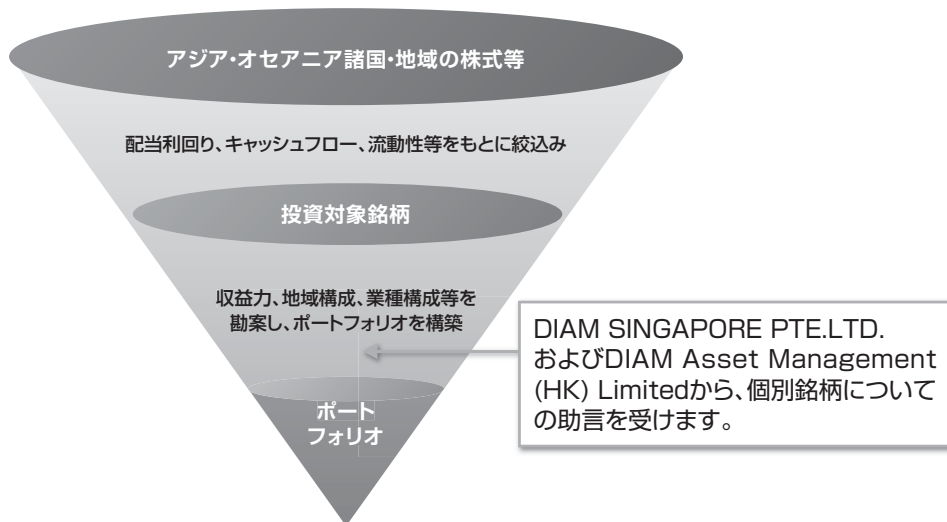 アジア・オセアニア諸国・地域の株式等
配当利回り、キャッシュフロー、流動性等をもとに絞込み
投資対象銘柄
収益力、地域構成、業種構成等を
勘案し、ポートフォリオを構築
DIAM SINGAPORE PTE.LTD.
およびDIAM Asset Management
(HK) Limitedから、個別銘柄について
の助言を受けます。
ポート
フォリオ